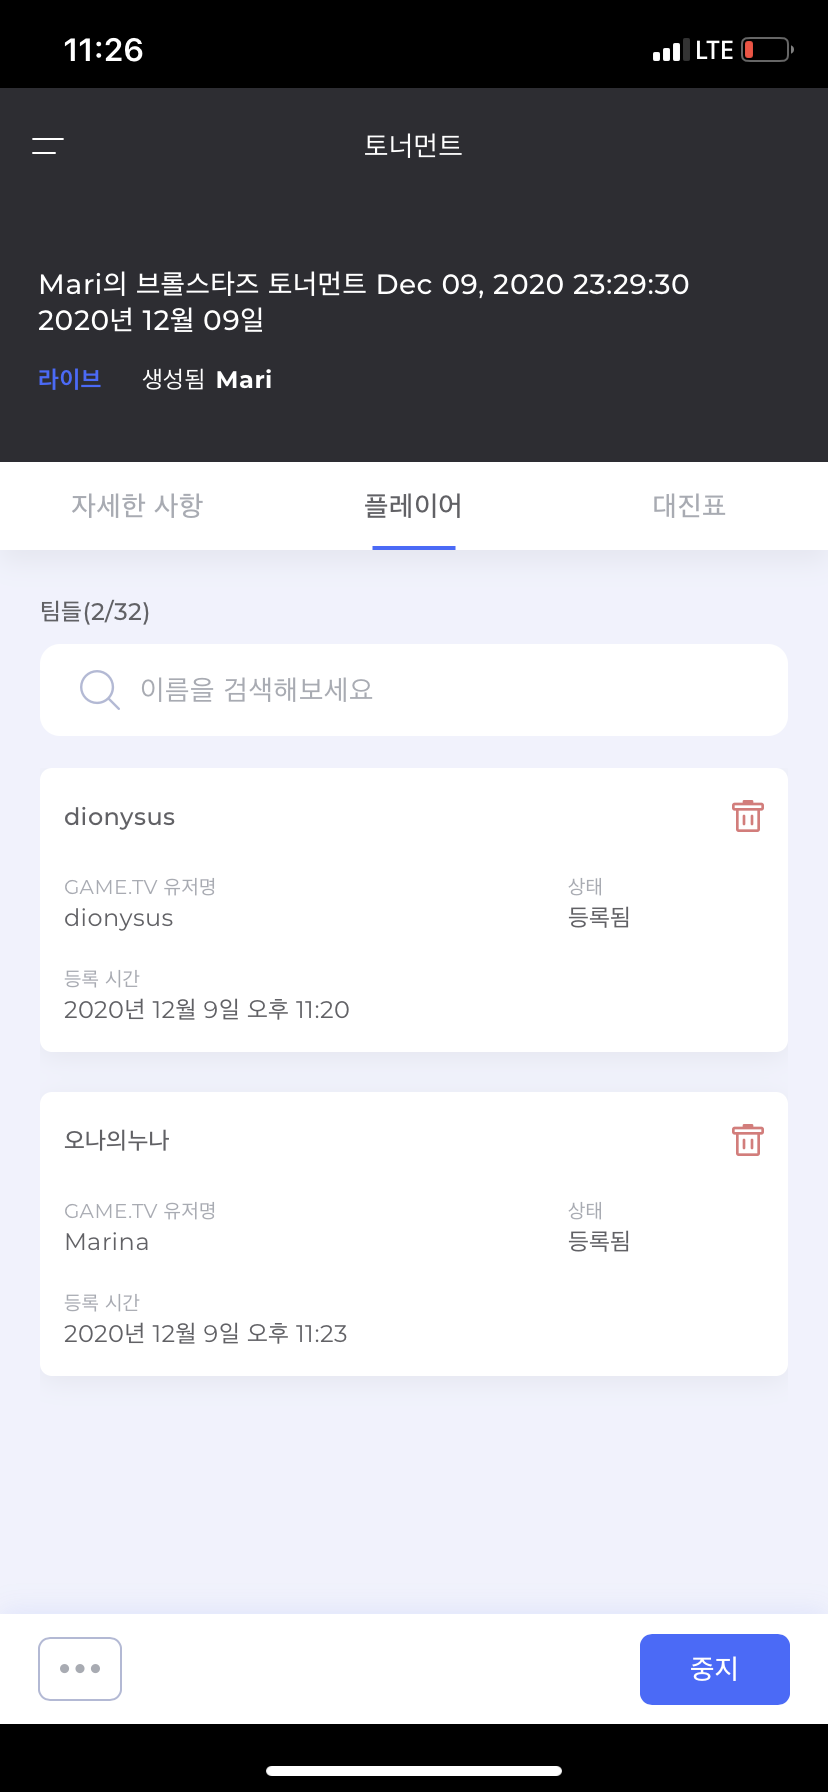 11:26
LTE
토너먼트
Mari의 브롤스타즈 토너먼트 Dec 09, 2020 23:29:30
2020년 12월 09일
라이브 생성됨 Mari
자세한 사항 플레이어 대진표
팀들(2/32)
이름을 검색해보세요
dionysus
GAME.TV 유저명 상태
dionysus 등록됨
등록 시간
2020년 12월 9일 오후 11:20
오나의누나
GAME.TV 유저명 상태
Marina 등록됨
등록 시간
2020년 12월 9일 오후 11:23
중지